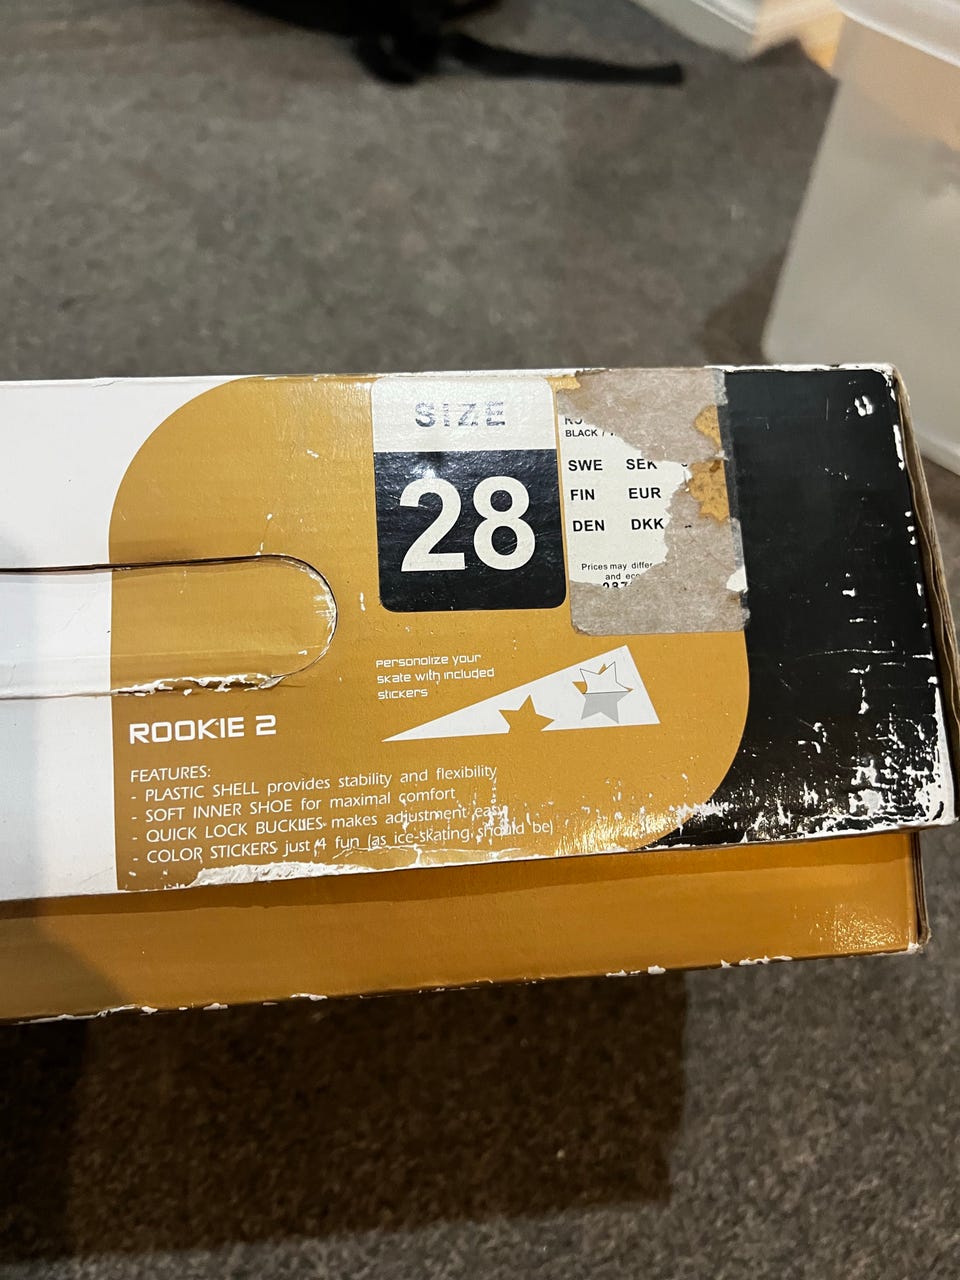 SIZE
28
BLACK /
SWE SEK
FIN EUR
DEN DKK
Prices may differ
and
Personalize your
skate with included
stickers
ROOKIE 2
FEATURES:
- PLASTIC SHELL provides stability and flexibility
- SOFT INNER SHOE for maximal comfort
- QUICK LOCK BUCKLES makes adjustment easy
- COLOR STICKERS just 4 fun (as ice-skating should be)